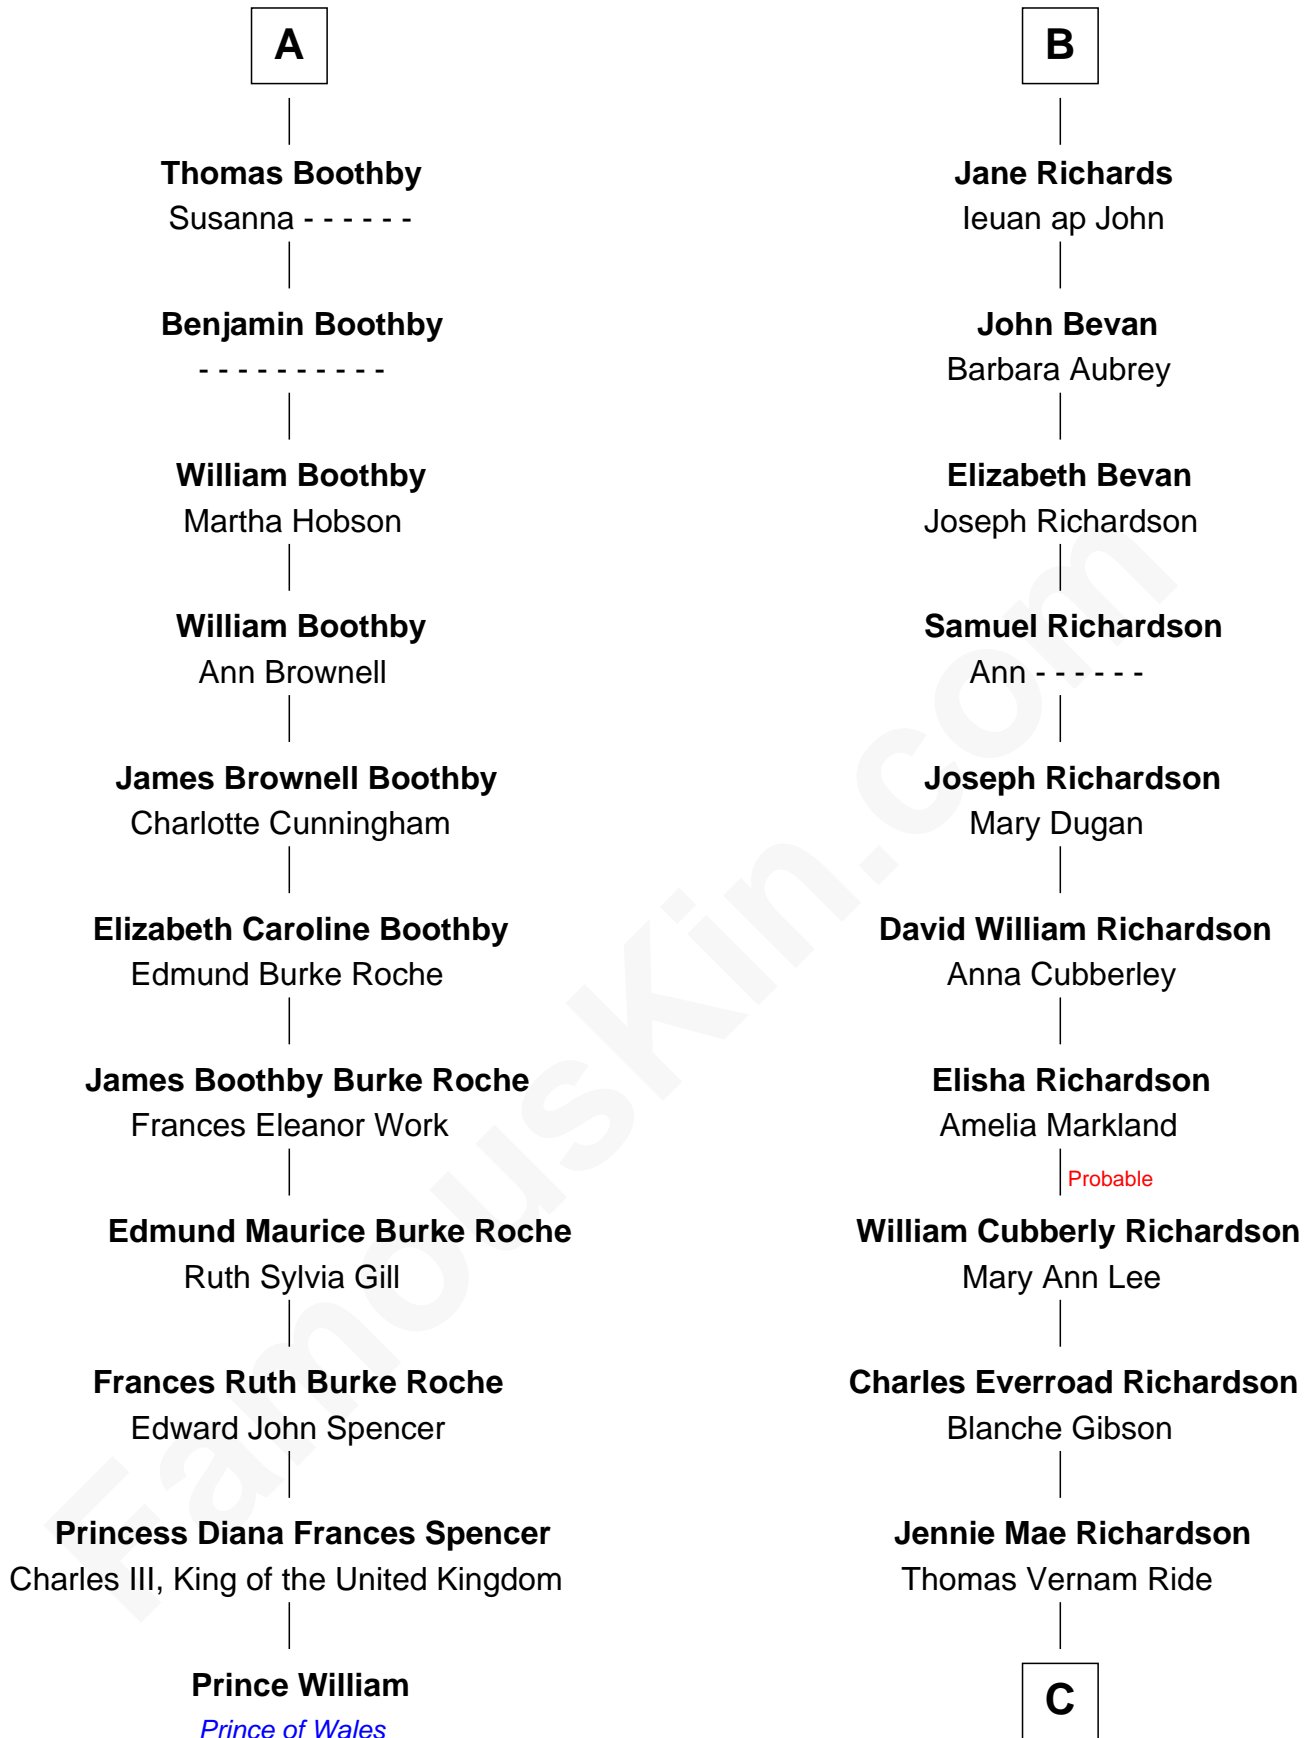 A
Thomas Boothby
Susanna - - - - - -
Benjamin Boothby
- - - - - - - - - -
William Boothby
Martha Hobson
William Boothby
Ann Brownell
James Brownell Boothby
Charlotte Cunningham
Elizabeth Caroline Boothby
Edmund Burke Roche
James Boothby Burke Roche
Frances Eleanor Work
Edmund Maurice Burke Roche
Ruth Sylvia Gill
Frances Ruth Burke Roche
Edward John Spencer
Princess Diana Frances Spencer
Charles III, King of the United Kingdom
Prince William
Prince of Wales
B
Jane Richards
Ieuan ap John
John Bevan
Barbara Aubrey
Elizabeth Bevan
Joseph Richardson
Samuel Richardson
Ann - - - - - -
Joseph Richardson
Mary Dugan
David William Richardson
Anna Cubberley
Elisha Richardson
Amelia Markland
Probable
William Cubberly Richardson
Mary Ann Lee
Charles Everroad Richardson
Blanche Gibson
Jennie Mae Richardson
Thomas Vernam Ride
C
FamousKin.com